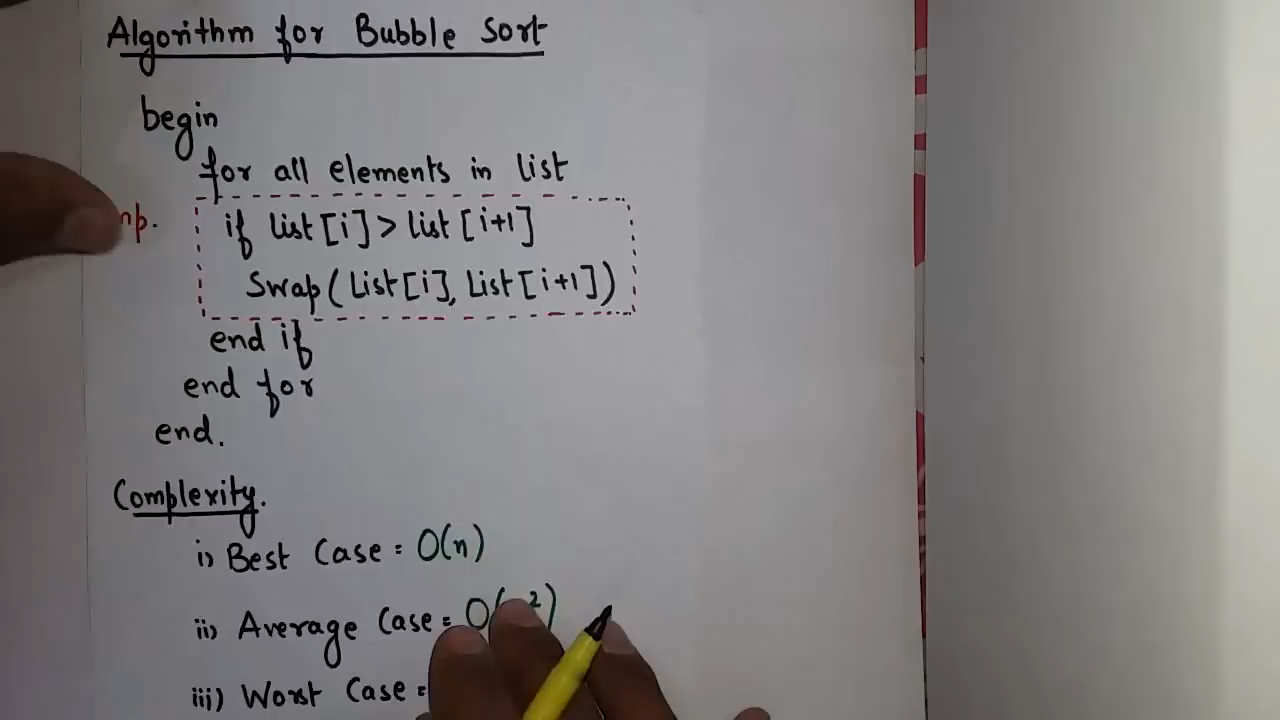 Algorithm for Bubble Sort
begin
for all elements in list
if list[i] > list[i+1]
Swap(List[i], List[i+1])
end if
end for
end.
Complexity.
i) Best Case = O(n)
ii) Average Case =
iii) Worst Case =